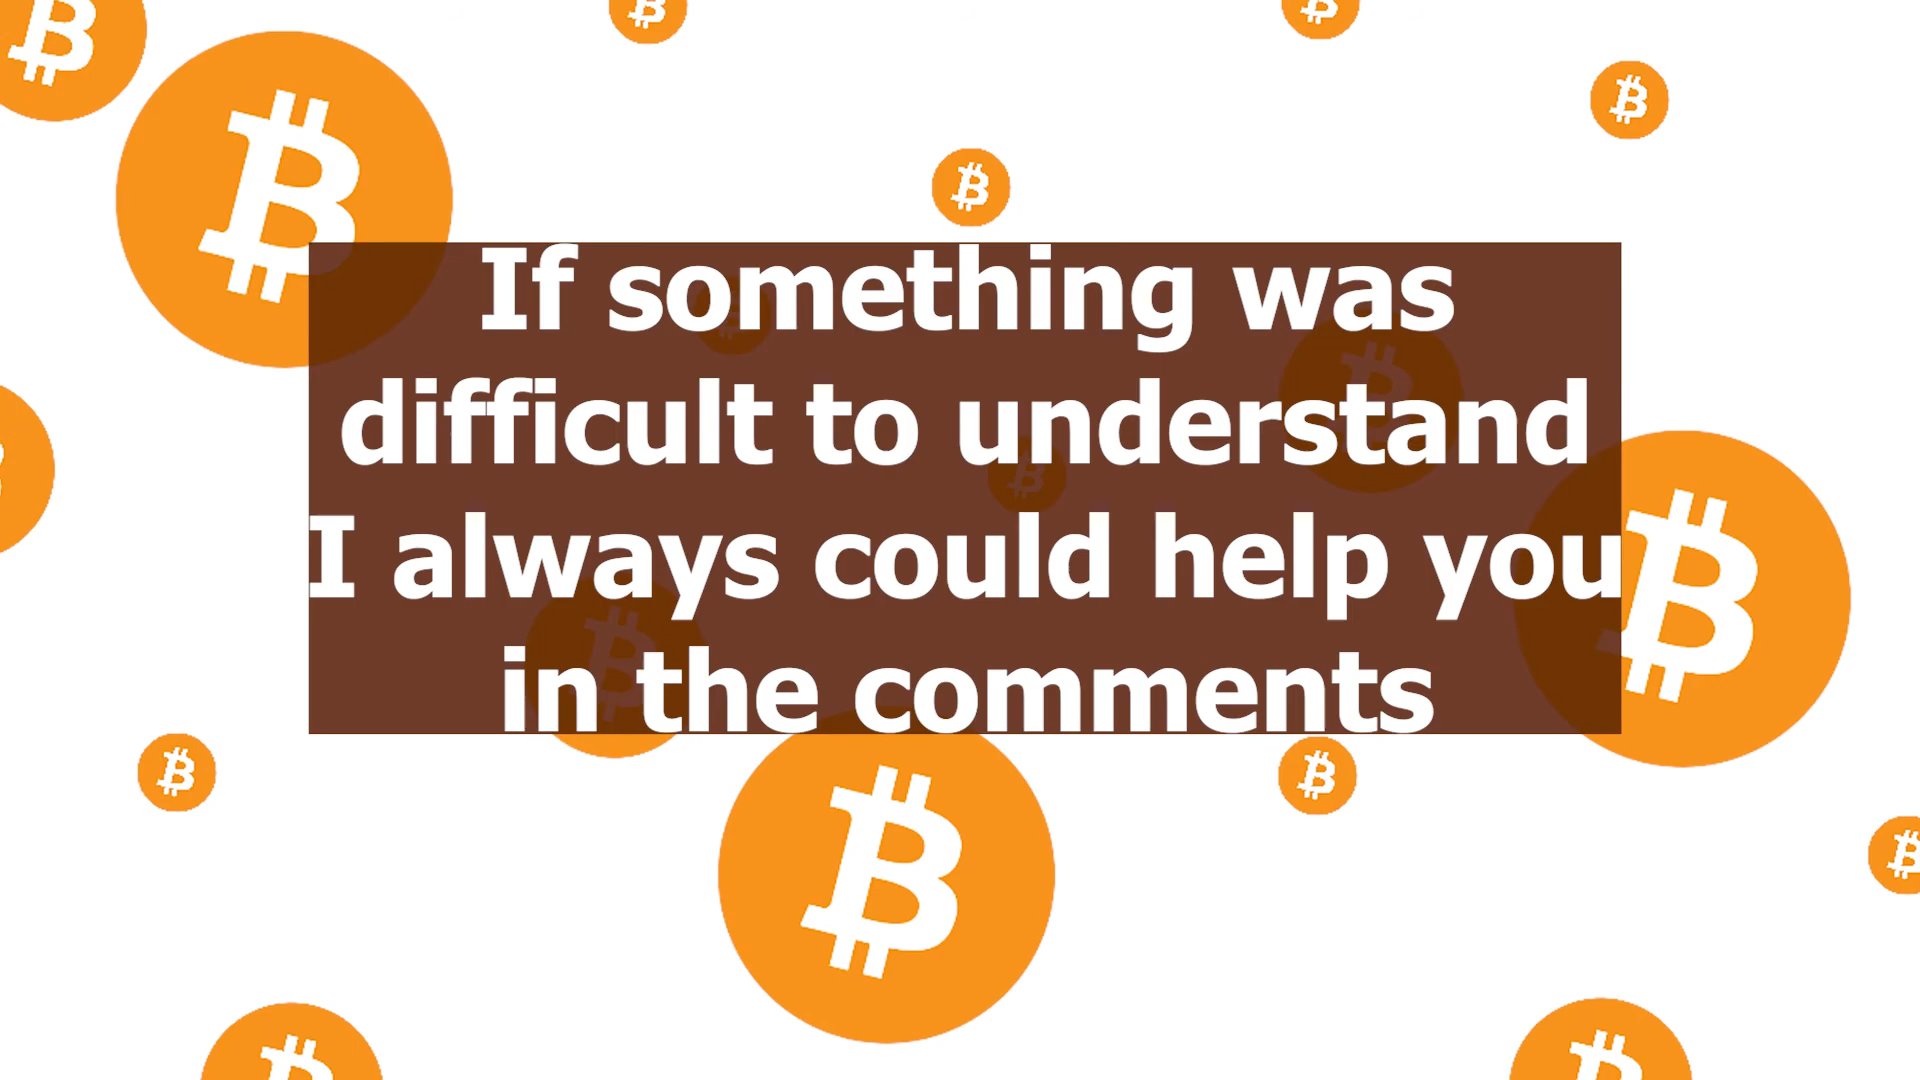 If something was
difficult to understand
I always could help you
in the comments